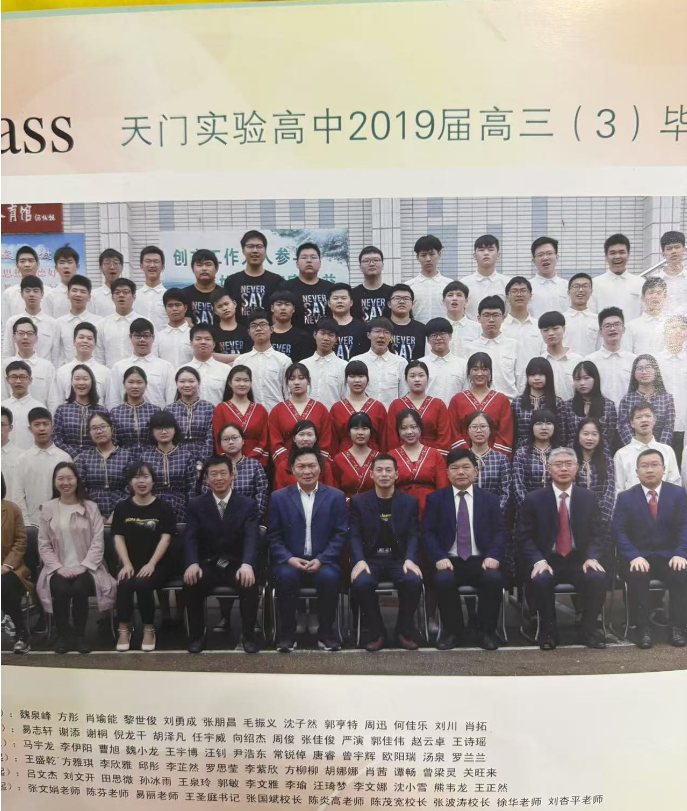 ass 天门实验高中2019届高三（3）毕
育馆
创 工作 人参
NEVER SAY NEVER
NEVER SAY
NEVER SAY
NEVER SAY
NEVER SAY
NEVER SAY
）：魏泉峰 方彤 肖瑜能 黎世俊 刘勇成 张朋昌 毛振义 沈子然 郭亨特 周迅 何佳乐 刘川 肖拓
）：易志轩 谢添 谢桐 倪龙干 胡泽凡 任宇威 向绍杰 周俊 张佳俊 严演 郭佳伟 赵云卓 王诗瑶
）：马宇龙 李伊阳 曹旭 魏小龙 王宇博 汪钊 尹浩东 常锐倬 唐睿 曾宇辉 欧阳瑞 汤泉 罗兰兰
）：王盛乾 方雅琪 李欣雅 邱彤 李芷然 罗思莹 李紫欣 方柳柳 胡娜娜 肖茜 谭畅 曾梁灵 关旺来
起）：吕文杰 刘文开 田思微 孙冰雨 王泉玲 郭敏 李文雅 李瑜 汪琦梦 李文娜 沈小雪 熊韦龙 王正然
起）：张文娟老师 陈芬老师 易丽老师 王圣庭书记 张国斌校长 陈炎高老师 陈茂宽校长 张波涛校长 徐华老师 刘杏平老师